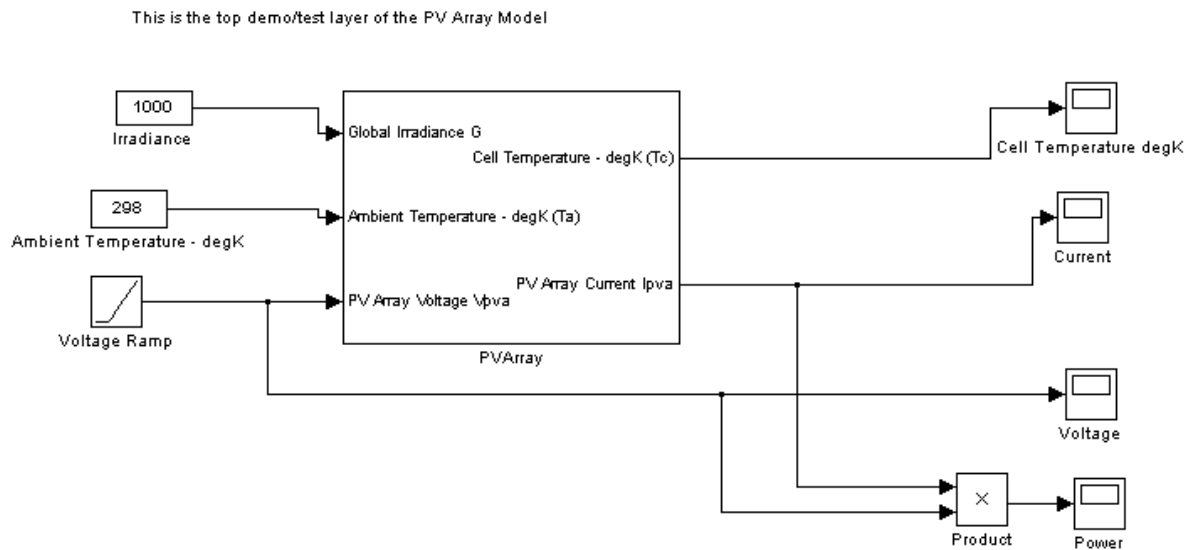 This is the top demo/test layer of the PV Array Model
1000
Irradiance
298
Ambient Temperature - degK
Voltage Ramp
Global Irradiance G
Cell Temperature - degK (Tc)
Ambient Temperature - degK (Ta)
PV Array Current Ipva
PV Array Voltage Vpva
PVArray
Cell Temperature degK
Current
Voltage
×
Product
Power